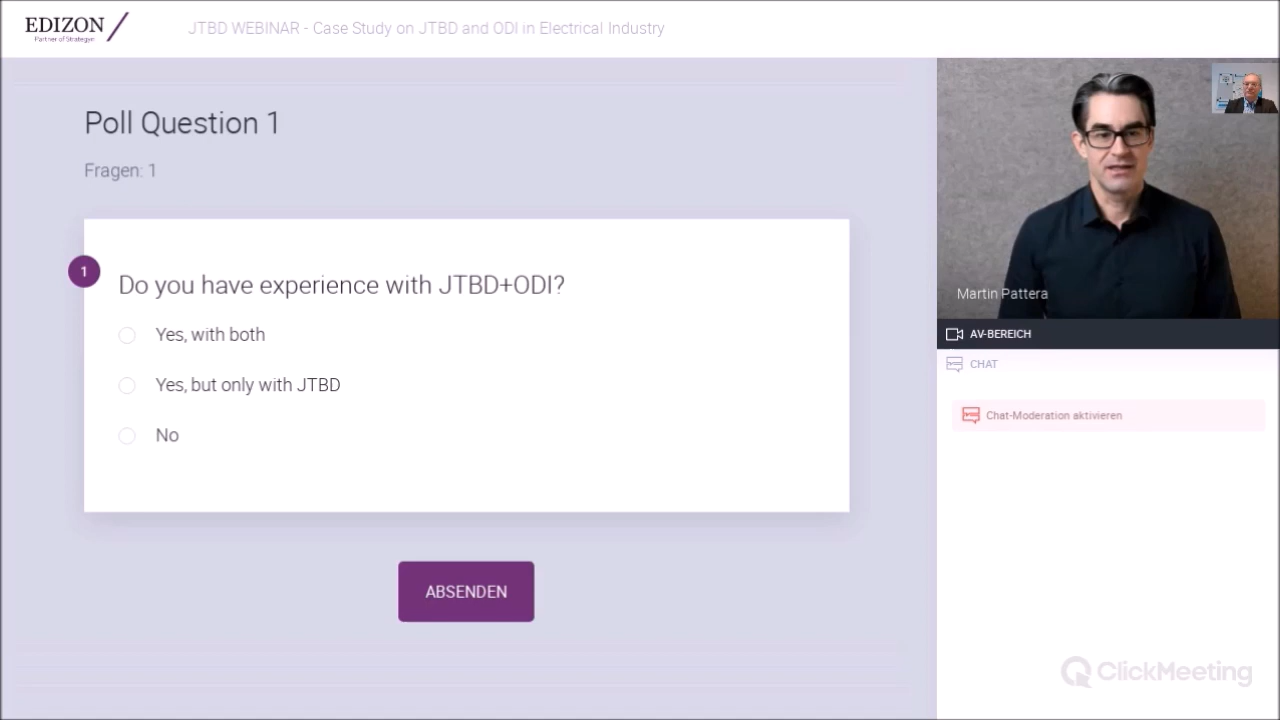 EDIZON
Partner of Strategyn
JTBD WEBINAR - Case Study on JTBD and ODI in Electrical Industry
Poll Question 1
Fragen: 1
1
Do you have experience with JTBD+ODI?
Yes, with both
Yes, but only with JTBD
No
ABSENDEN
Martin Pattera
AV-BEREICH
CHAT
Chat-Moderation aktivieren
ClickMeeting